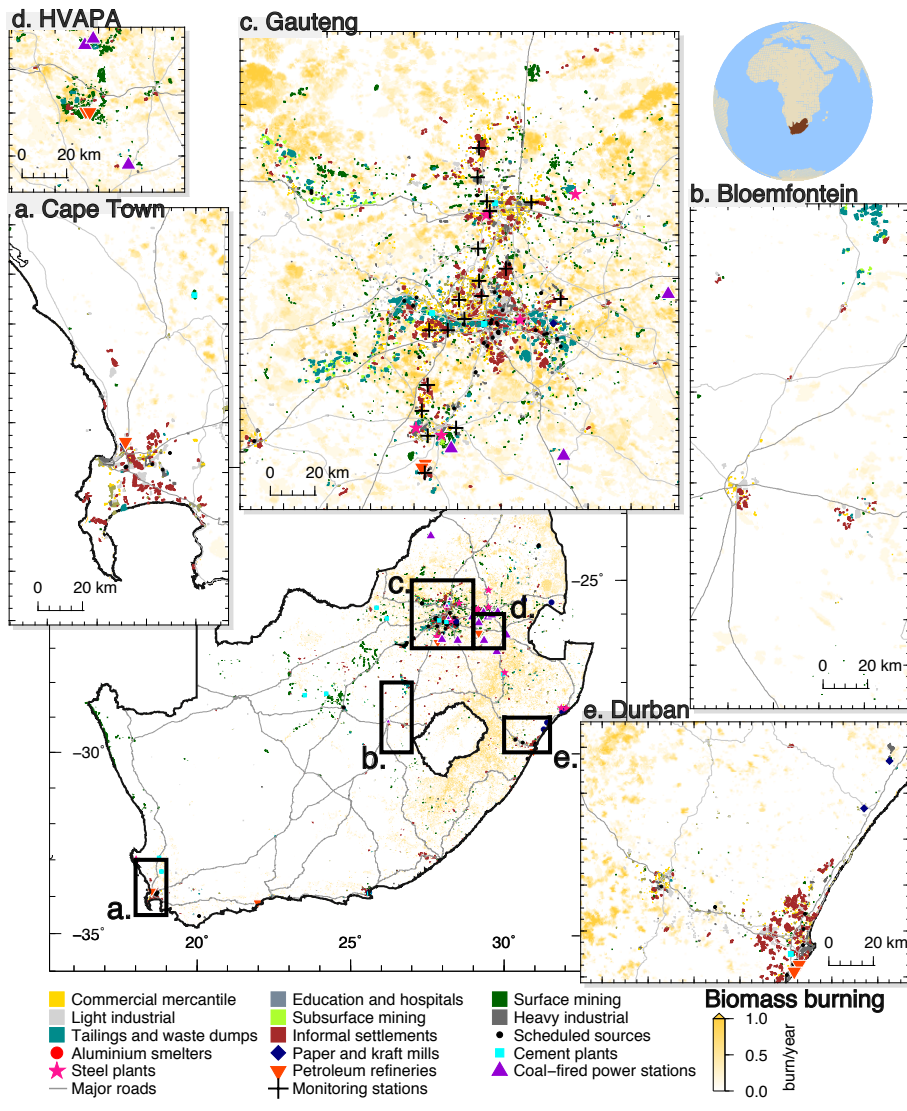 d. HVAPA
c. Gauteng
0 20 km
a. Cape Town
b. Bloemfontein
0 20 km
0 20 km
0 20 km
−25°
c.
d.
e. Durban
−30°
b.
e.
a.
0 20 km
−35°
20° 25° 30°
Biomass burning
Commercial mercantile
Education and hospitals
Surface mining
Light industrial
Subsurface mining
Heavy industrial
Tailings and waste dumps
Informal settlements
Scheduled sources
Aluminium smelters
Paper and kraft mills
Cement plants
Steel plants
Petroleum refineries
Coal−fired power stations
Major roads
Monitoring stations
1.0
0.0
burn/year